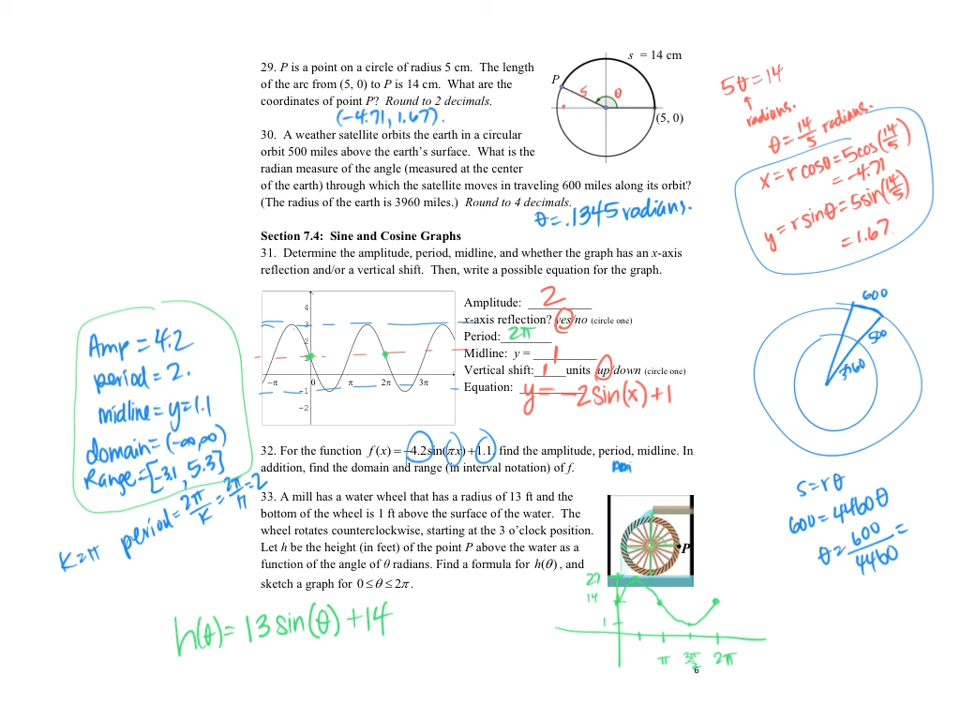 29. P is a point on a circle of radius 5 cm. The length
of the arc from (5, 0) to P is 14 cm. What are the
coordinates of point P? Round to 2 decimals.
(-4.71, 1.67).
s = 14 cm
P
5
θ
(5, 0)
5θ = 14
↑
radians.
θ = 14/5 radians.
x = r cosθ = 5cos(14/5)
= -4.71
y = r sinθ = 5sin(14/5)
= 1.67
30. A weather satellite orbits the earth in a circular
orbit 500 miles above the earth's surface. What is the
radian measure of the angle (measured at the center
of the earth) through which the satellite moves in traveling 600 miles along its orbit?
(The radius of the earth is 3960 miles.) Round to 4 decimals.
θ = .1345 radians.
Section 7.4: Sine and Cosine Graphs
31. Determine the amplitude, period, midline, and whether the graph has an x-axis
reflection and/or a vertical shift. Then, write a possible equation for the graph.
4
3
2
1
-1
-2
-π 0 π 2π 3π
Amplitude: 2
x-axis reflection? yes/no (circle one)
Period: 2π
Midline: y = 1
Vertical shift: 1 units up/down (circle one)
Equation: y = -2sin(x)+1
600
500
3960
s = rθ
600 = 4460θ
θ = 600/4460 =
Amp = 4.2
period = 2.
midline = y = 1.1
domain = (-∞,∞)
Range = [-3.1, 5.3]
K = π period = 2π/K = 2π/π = 2
32. For the function f(x) = -4.2sin(πx)+1.1, find the amplitude, period, midline. In
addition, find the domain and range (in interval notation) of f.
33. A mill has a water wheel that has a radius of 13 ft and the
bottom of the wheel is 1 ft above the surface of the water. The
wheel rotates counterclockwise, starting at the 3 o'clock position.
Let h be the height (in feet) of the point P above the water as a
function of the angle of θ radians. Find a formula for h(θ), and
sketch a graph for 0≤θ≤2π.
P
27
14
1
π 3π/2 2π
h(θ) = 13 sin(θ) + 14
6